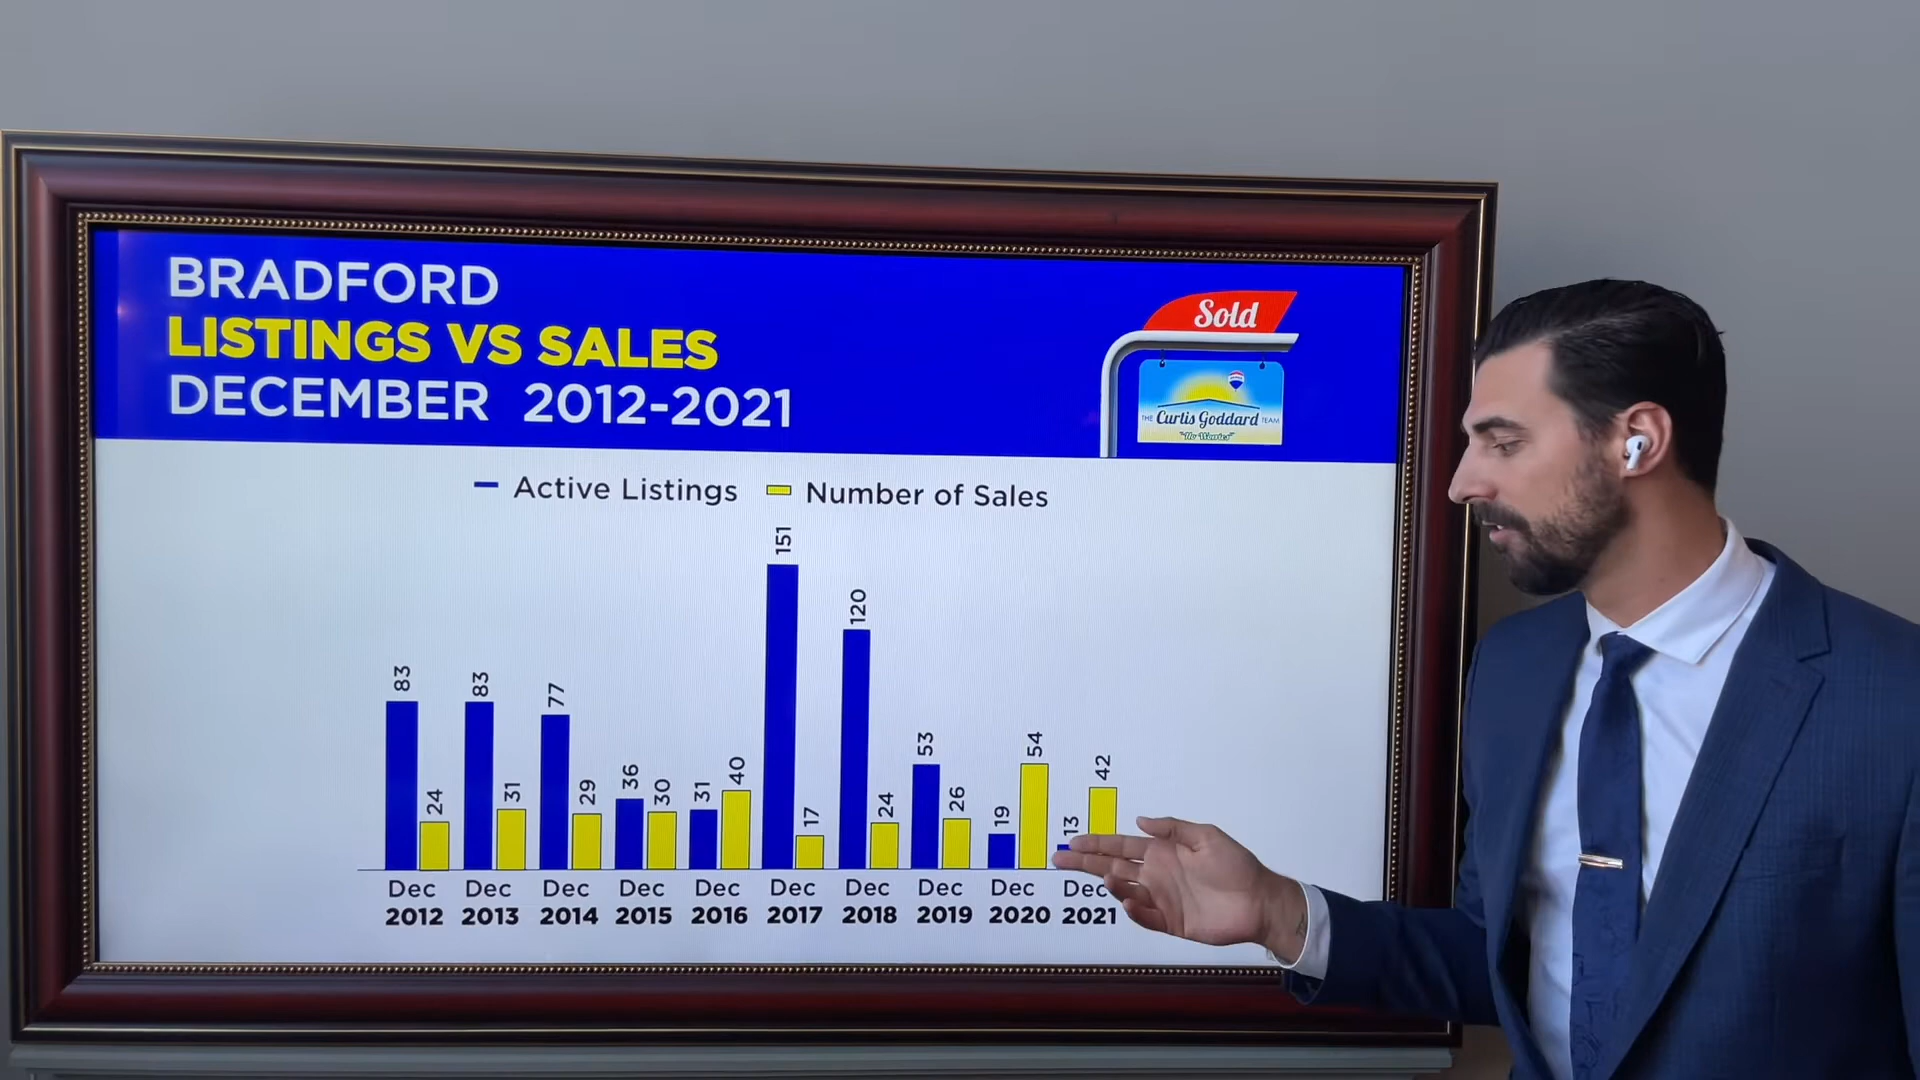 BRADFORD
LISTINGS VS SALES
DECEMBER 2012-2021
Sold
THE Curtis Goddard TEAM
"No Worries"
Active Listings Number of Sales
83 24 83 31 77 29 36 30 31 40 151 17 120 24 53 26 19 54 13 42
Dec Dec Dec Dec Dec Dec Dec Dec Dec Dec
2012 2013 2014 2015 2016 2017 2018 2019 2020 2021